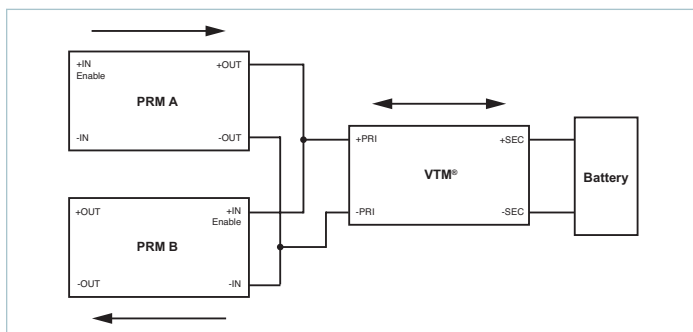 +IN
Enable
+OUT
PRM A
-IN
-OUT
+OUT
+IN
Enable
PRM B
-OUT
-IN
+PRI
+SEC
VTM®
-PRI
-SEC
Battery